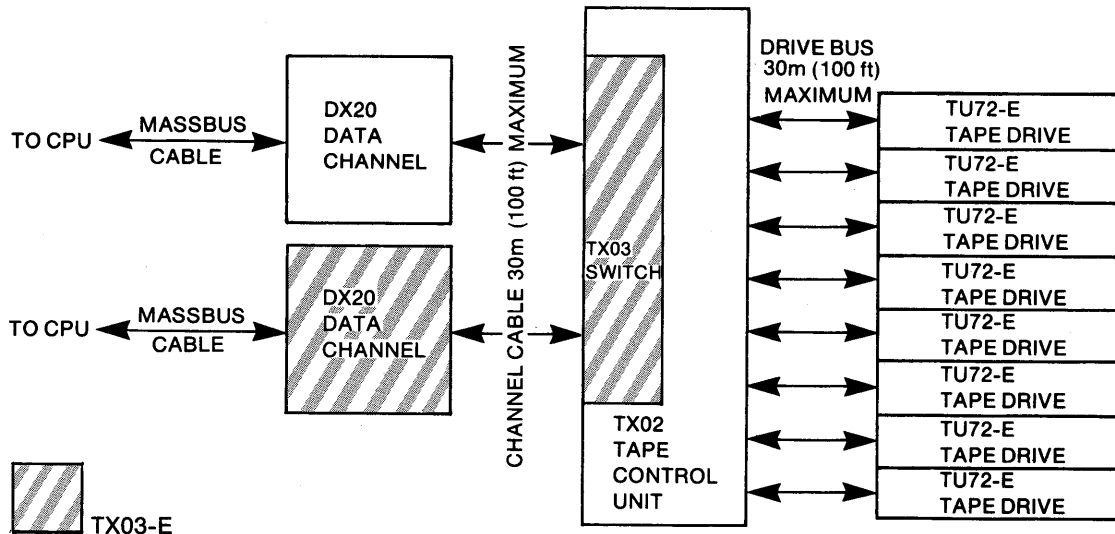 TO CPU
MASSBUS
CABLE
DX20
DATA
CHANNEL
TO CPU
MASSBUS
CABLE
DX20
DATA
CHANNEL
CHANNEL CABLE 30m (100 ft) MAXIMUM
TX03
SWITCH
TX02
TAPE
CONTROL
UNIT
DRIVE BUS
30m (100 ft)
MAXIMUM
TU72-E
TAPE DRIVE
TU72-E
TAPE DRIVE
TU72-E
TAPE DRIVE
TU72-E
TAPE DRIVE
TU72-E
TAPE DRIVE
TU72-E
TAPE DRIVE
TU72-E
TAPE DRIVE
TU72-E
TAPE DRIVE
TX03-E